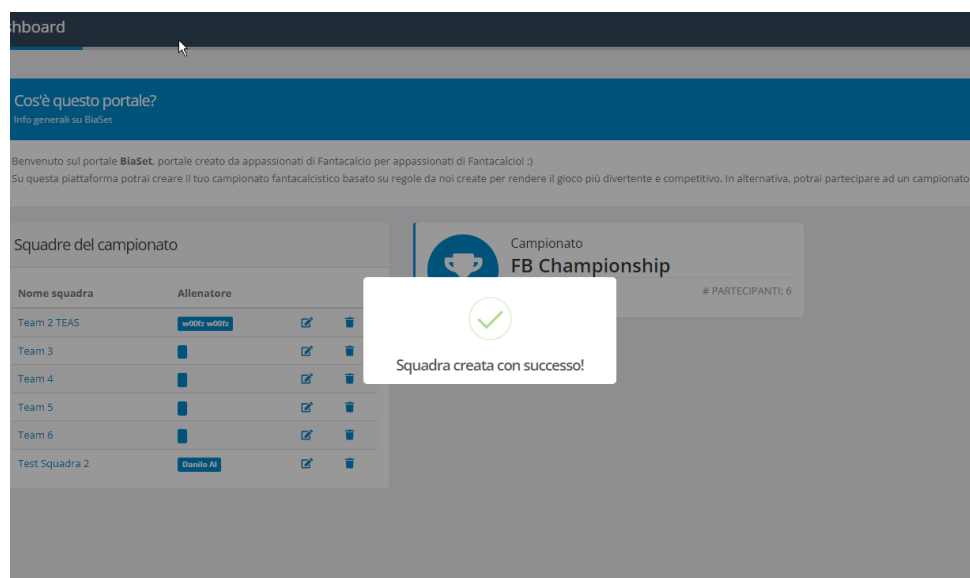 shboard
Cos'è questo portale?
Info generali su BiaSet
Benvenuto sul portale BiaSet, portale creato da appassionati di Fantacalcio per appassionati di Fantacalcio! :)
Su questa piattaforma potrai creare il tuo campionato fantacalcistico basato su regole da noi create per rendere il gioco più divertente e competitivo. In alternativa, potrai partecipare ad un campionato
Squadre del campionato
Nome squadra Allenatore
Team 2 TEAS w00fz w00fz
Team 3
Team 4
Team 5
Team 6
Test Squadra 2 Danilo Al
Campionato
FB Championship
# PARTECIPANTI: 6
Squadra creata con successo!